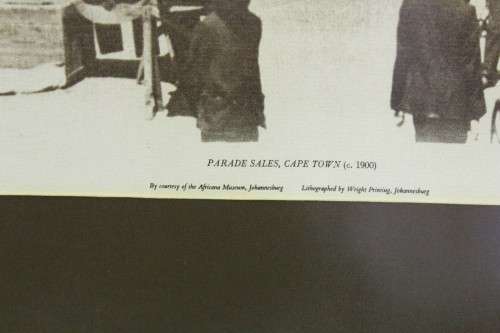 PARADE SALES, CAPE TOWN (c. 1900)
By courtesy of the Africana Museum, Johannesburg Lithographed by Wright Printing, Johannesburg